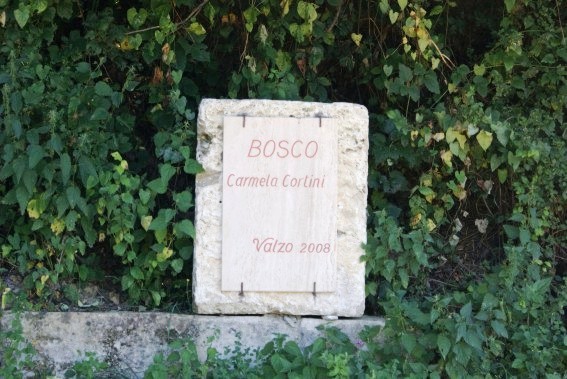 BOSCO
Carmela Cortini
Valzo 2008